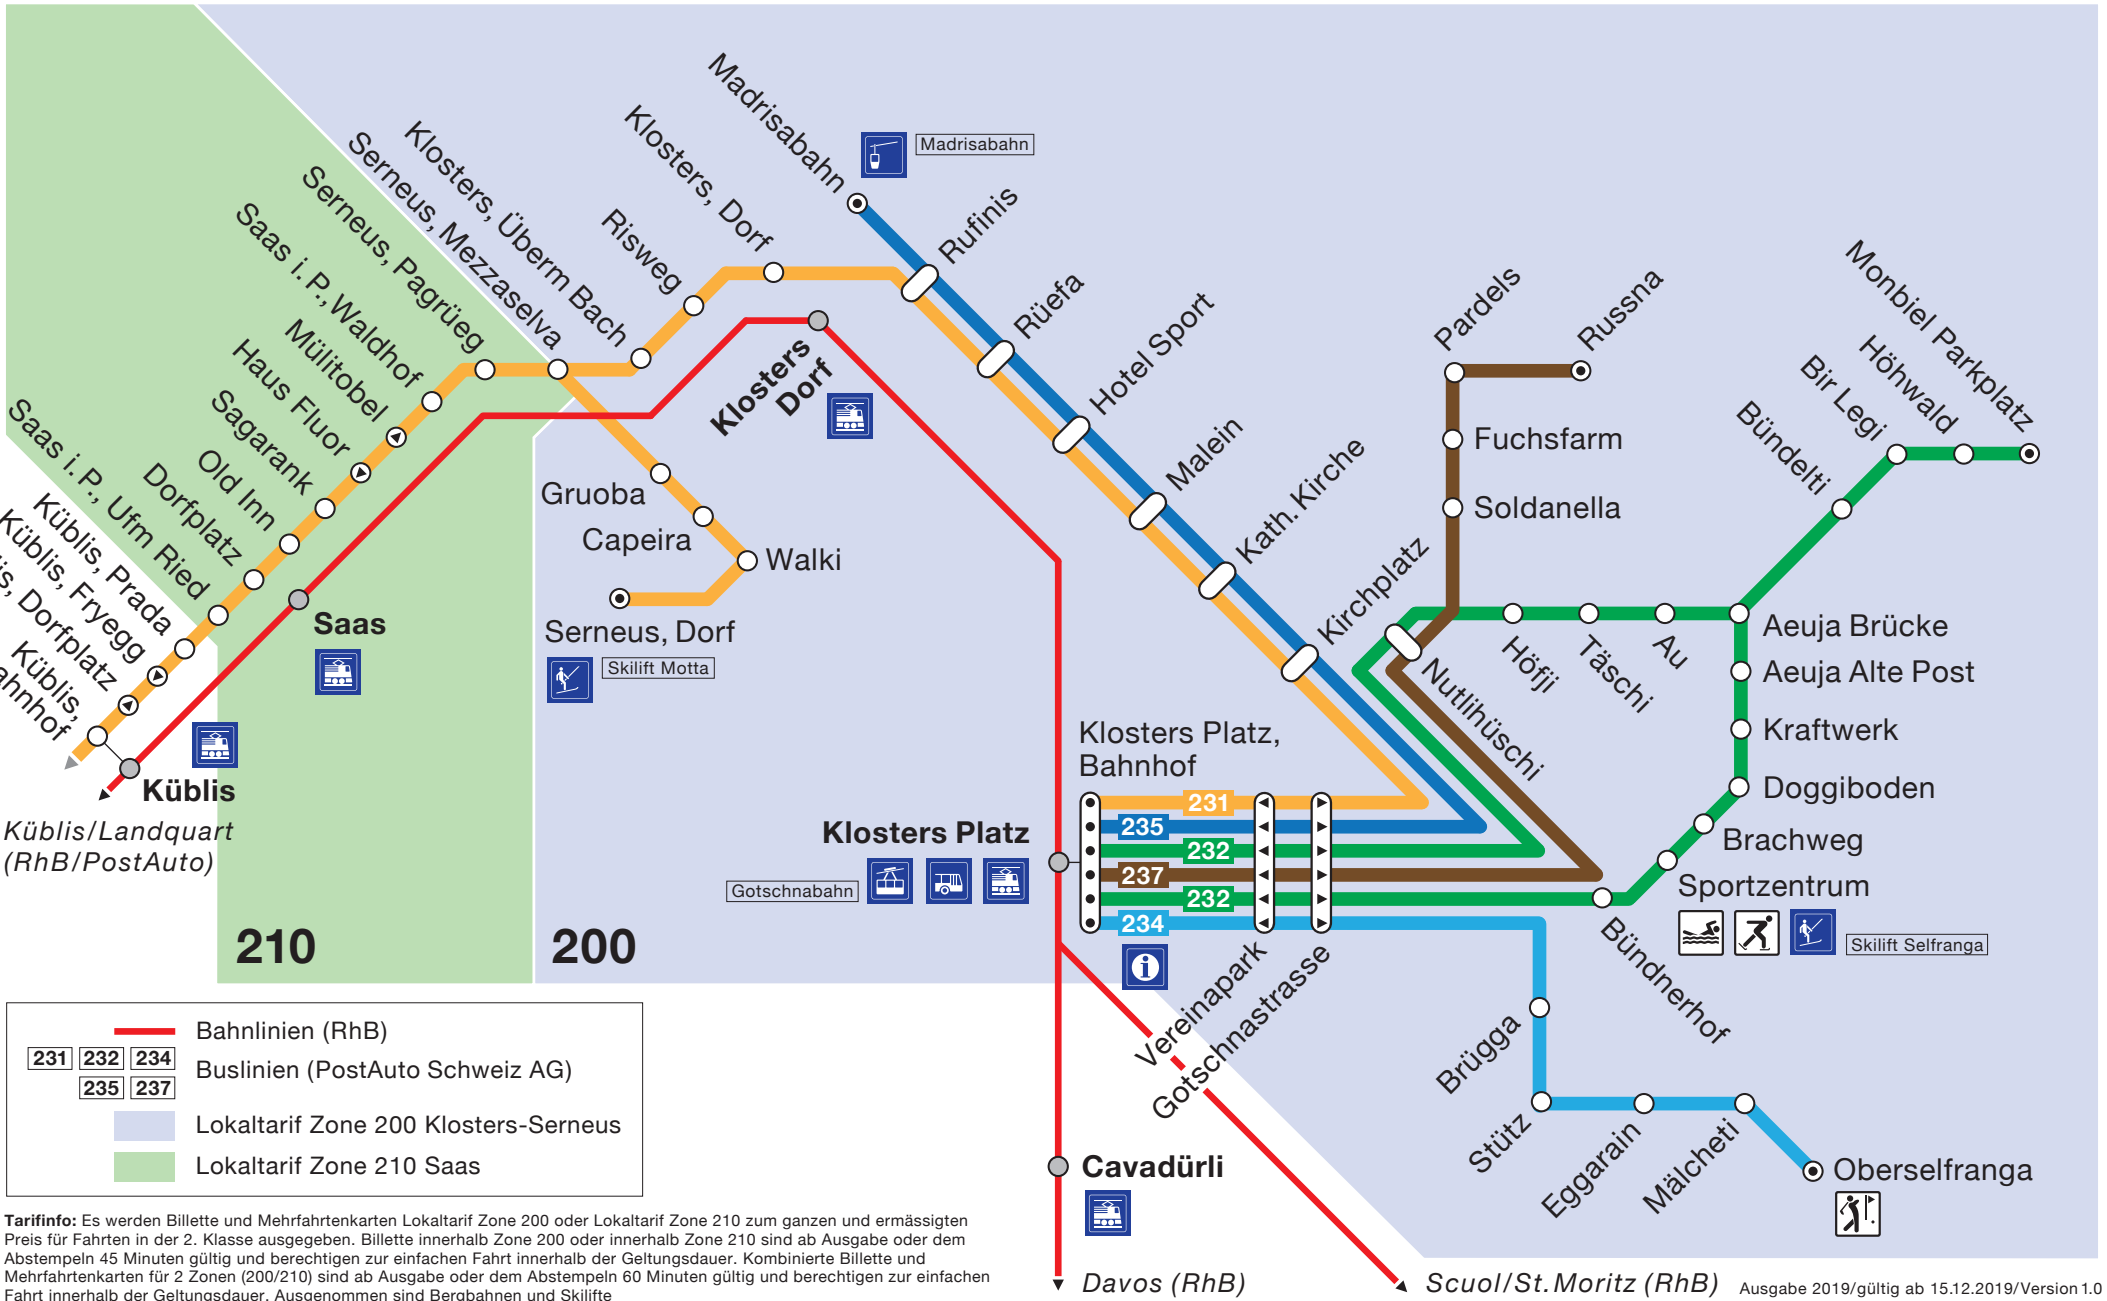 Madrisabahn
Madrisabahn
Rufinis
Rüefa
Hotel Sport
Malein
Kath. Kirche
Kirchplatz
Klosters, Dorf
Risweg
Klosters, Überm Bach
Serneus, Mezzaselva
Serneus, Pagrüeg
Saas i. P., Waldhof
Mülitobel
Haus Fluor
Sagarank
Old Inn
Dorfplatz
Saas i. P., Ufm Ried
Küblis, Prada
Küblis, Fryegg
Dorfplatz
Küblis,
Küblis
Küblis/Landquart
(RhB/PostAuto)
Saas
Klosters
Dorf
Gruoba
Capeira
Walki
Serneus, Dorf
Skilift Motta
Pardels
Russna
Fuchsfarm
Soldanella
Nutlihüschi
Höfji
Täschi
Au
Monbiel Parkplatz
Höhwald
Bir Legi
Bündelti
Aeuja Brücke
Aeuja Alte Post
Kraftwerk
Doggiboden
Brachweg
Sportzentrum
Skilift Selfranga
Bündnerhof
Klosters Platz,
Bahnhof
231
235
232
237
232
234
Klosters Platz
Gotschnabahn
Vereinapark
Gotschnastrasse
Brügga
Stütz
Eggarain
Mälcheti
Oberselfranga
Cavadürli
Davos (RhB)
Scuol/St. Moritz (RhB)
210
200
Bahnlinien (RhB)
231 232 234
235 237
Buslinien (PostAuto Schweiz AG)
Lokaltarif Zone 200 Klosters-Serneus
Lokaltarif Zone 210 Saas
Tarifinfo: Es werden Billette und Mehrfahrtenkarten Lokaltarif Zone 200 oder Lokaltarif Zone 210 zum ganzen und ermässigten
Preis für Fahrten in der 2. Klasse ausgegeben. Billette innerhalb Zone 200 oder innerhalb Zone 210 sind ab Ausgabe oder dem
Abstempeln 45 Minuten gültig und berechtigen zur einfachen Fahrt innerhalb der Geltungsdauer. Kombinierte Billette und
Mehrfahrtenkarten für 2 Zonen (200/210) sind ab Ausgabe oder dem Abstempeln 60 Minuten gültig und berechtigen zur einfachen
Fahrt innerhalb der Geltungsdauer. Ausgenommen sind Bergbahnen und Skilifte
Ausgabe 2019/gültig ab 15.12.2019/Version 1.0